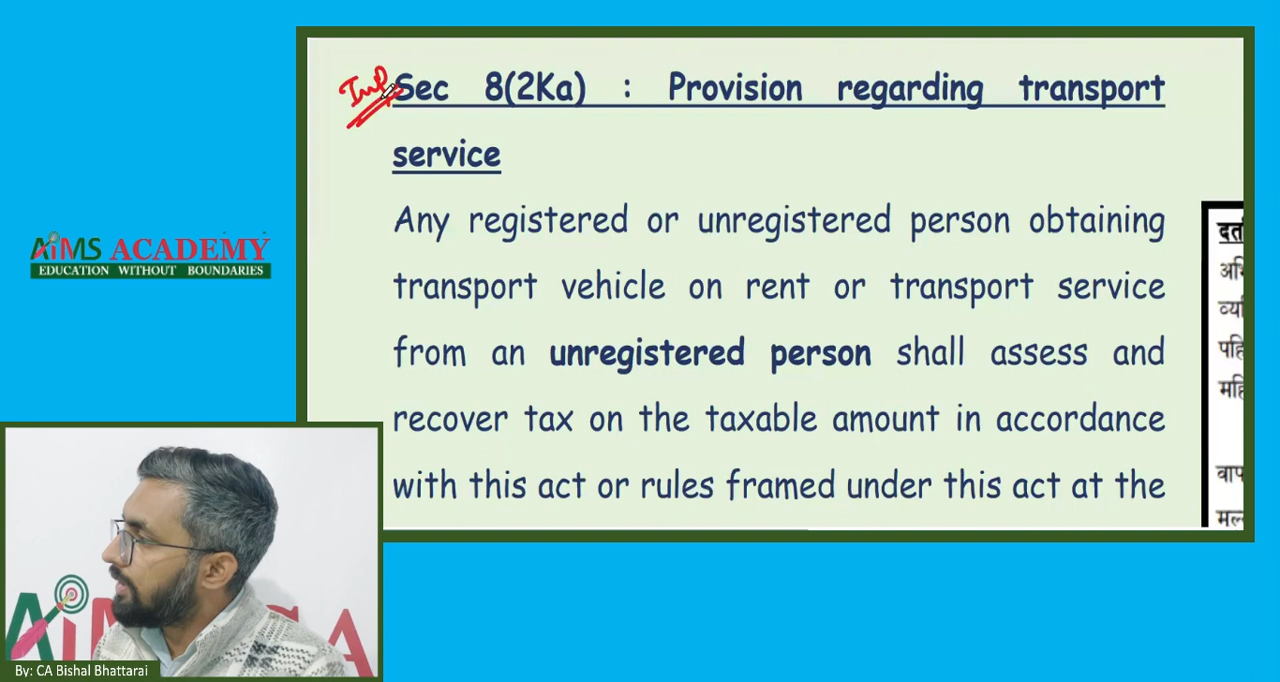 Imp
Sec 8(2Ka) : Provision regarding transport
service
Any registered or unregistered person obtaining
transport vehicle on rent or transport service
from an unregistered person shall assess and
recover tax on the taxable amount in accordance
with this act or rules framed under this act at the
AiMS ACADEMY
EDUCATION WITHOUT BOUNDARIES
By: CA Bishal Bhattarai